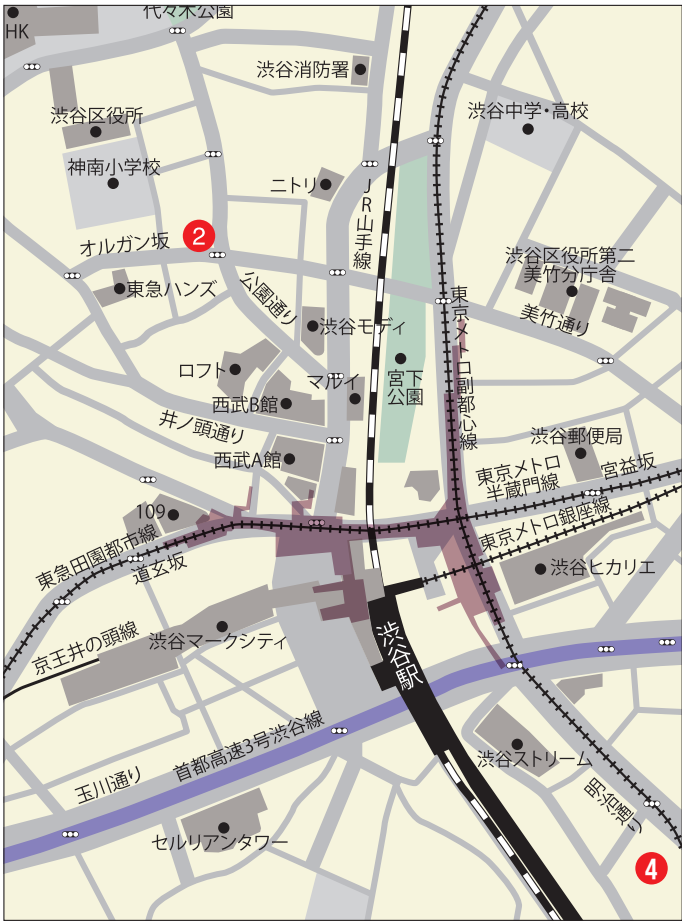 代々木公園
HK
渋谷消防署
渋谷区役所
渋谷中学・高校
神南小学校
ニトリ
JR山手線
2
オルガン坂
渋谷区役所第二
美竹分庁舎
東急ハンズ
公園通り
東京メトロ副都心線
美竹通り
渋谷モディ
宮下
公園
ロフト
マルイ
西武B館
井ノ頭通り
渋谷郵便局
西武A館
東京メトロ
半蔵門線
宮益坂
109
東急田園都市線
道玄坂
東京メトロ銀座線
渋谷ヒカリエ
京王井の頭線
渋谷マークシティ
渋谷駅
首都高速3号渋谷線
玉川通り
渋谷ストリーム
明治通り
セルリアンタワー
4